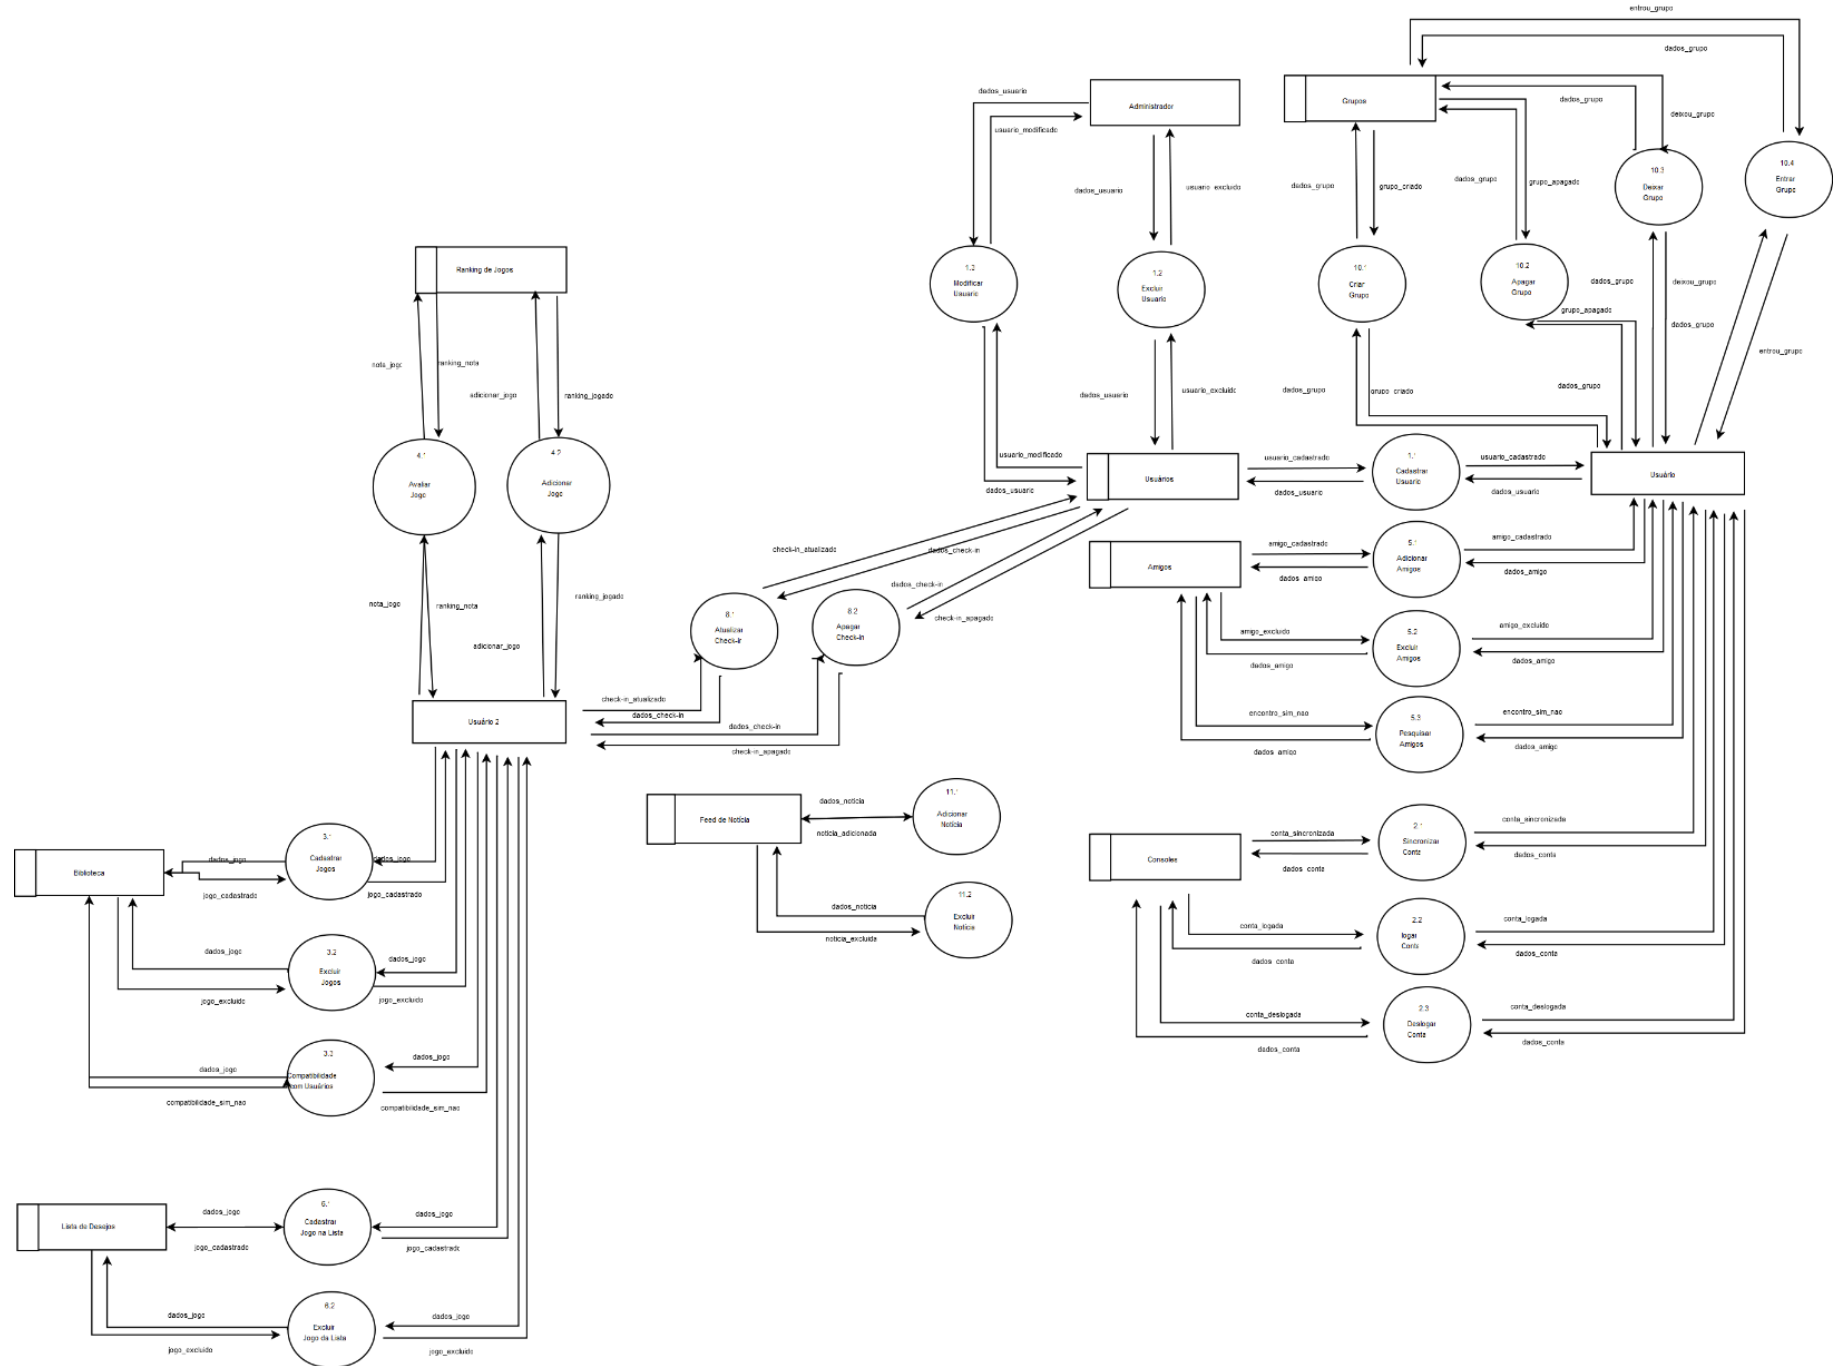 entrou_grupo
dados_grupo
dados_usuario
Administrador
usuario_modificado
Grupos
dados_grupo
deixou_grupo
dados_usuario
usuario_excluido
dados_grupo
grupo_criado
dados_grupo
grupo_apagado
10.3
Deixar
Grupo
10.4
Entrar
Grupo
Ranking de Jogos
Modificar
Usuario
1.2
Excluir
Usuario
10.1
Criar
Grupo
10.2
Apagar
Grupo
dados_grupo
deixou_grupo
grupo_apagado
dados_grupo
entrou_grupo
nota_jogo
ranking_nota
adicionar_jogo
ranking_jogado
dados_usuario
usuario_excluido
dados_grupo
grupo_criado
dados_grupo
4.1
Avaliar
Jogo
4.2
Adicionar
Jogo
usuario_modificado
dados_usuario
Usuários
usuario_cadastrado
dados_usuario
1.1
Cadastrar
Usuario
usuario_cadastrado
dados_usuario
Usuário
check-in_atualizado
dados_check-in
dados_check-in
check-in_apagado
Amigos
amigo_cadastrado
dados_amigo
5.1
Adicionar
Amigos
amigo_cadastrado
dados_amigo
nota_jogo
ranking_nota
ranking_jogado
adicionar_jogo
8.1
Atualizar
Check-in
8.2
Apagar
Check-in
amigo_excluido
dados_amigo
5.2
Excluir
Amigos
amigo_excluido
dados_amigo
Usuário 2
check-in_atualizado
dados_check-in
dados_check-in
check-in_apagado
encontro_sim_nao
dados_amigo
5.3
Pesquisar
Amigos
encontro_sim_nao
dados_amigo
Feed de Notícia
dados_noticia
noticia_adicionada
11.1
Adicionar
Notícia
Consoles
conta_sincronizada
dados_conta
2.1
Sincronizar
Conta
conta_sincronizada
dados_conta
Biblioteca
dados_jogo
jogo_cadastrado
3.1
Cadastrar
Jogos
dados_jogo
jogo_cadastrado
dados_noticia
noticia_excluida
11.2
Excluir
Notícia
conta_logada
dados_conta
2.2
logar
Conta
conta_logada
dados_conta
dados_jogo
jogo_excluido
3.2
Excluir
Jogos
dados_jogo
jogo_excluido
conta_deslogada
dados_conta
2.3
Deslogar
Conta
conta_deslogada
dados_conta
dados_jogo
compatibilidade_sim_nao
Compatibilidade
com Usuários
dados_jogo
compatibilidade_sim_nao
Lista de Desejos
dados_jogo
jogo_cadastrado
6.1
Cadastrar
Jogo na Lista
dados_jogo
jogo_cadastrado
dados_jogo
jogo_excluido
6.2
Excluir
Jogo da Lista
dados_jogo
jogo_excluido